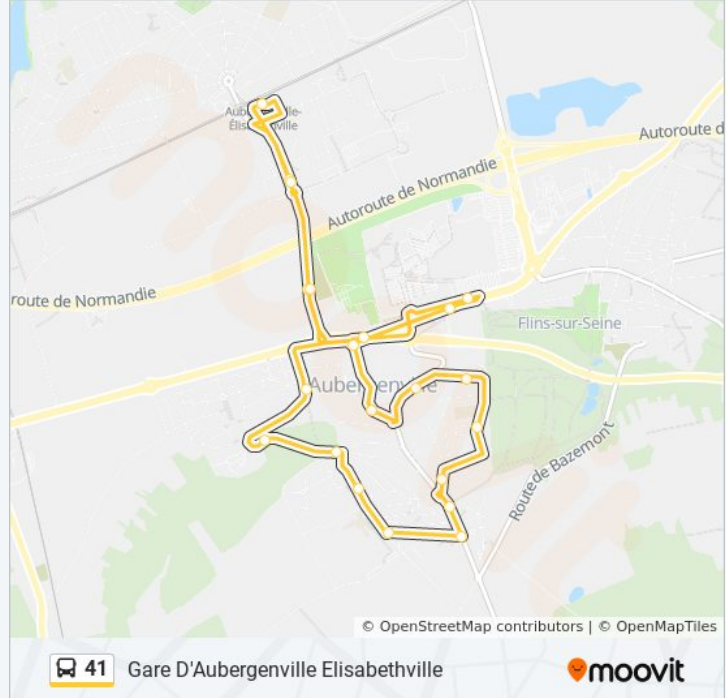 Élisabethville
Autoroute de
Autoroute de Normandie
route de Normandie
Flins-sur-Seine
Aubergenville
Route de Bazemont
© OpenStreetMap contributors | © OpenMapTiles
41 Gare D'Aubergenville Elisabethville moovit